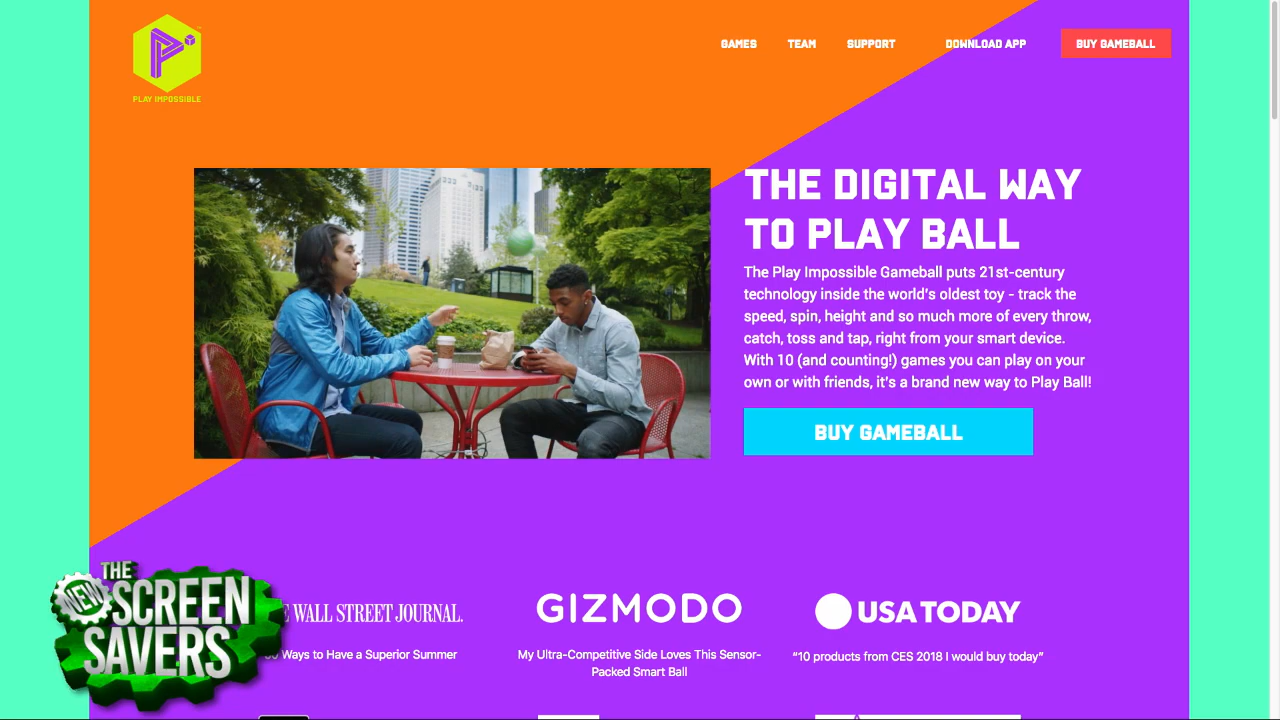 GAMES TEAM SUPPORT DOWNLOAD APP BUY GAMEBALL
PLAY IMPOSSIBLE
THE DIGITAL WAY
TO PLAY BALL
The Play Impossible Gameball puts 21st-century
technology inside the world's oldest toy - track the
speed, spin, height and so much more of every throw,
catch, toss and tap, right from your smart device.
With 10 (and counting!) games you can play on your
own or with friends, it's a brand new way to Play Ball!
BUY GAMEBALL
WALL STREET JOURNAL.
GIZMODO
USA TODAY
Ways to Have a Superior Summer
My Ultra-Competitive Side Loves This Sensor-
Packed Smart Ball
“10 products from CES 2018 I would buy today”
THE
NEW
SCREEN
SAVERS